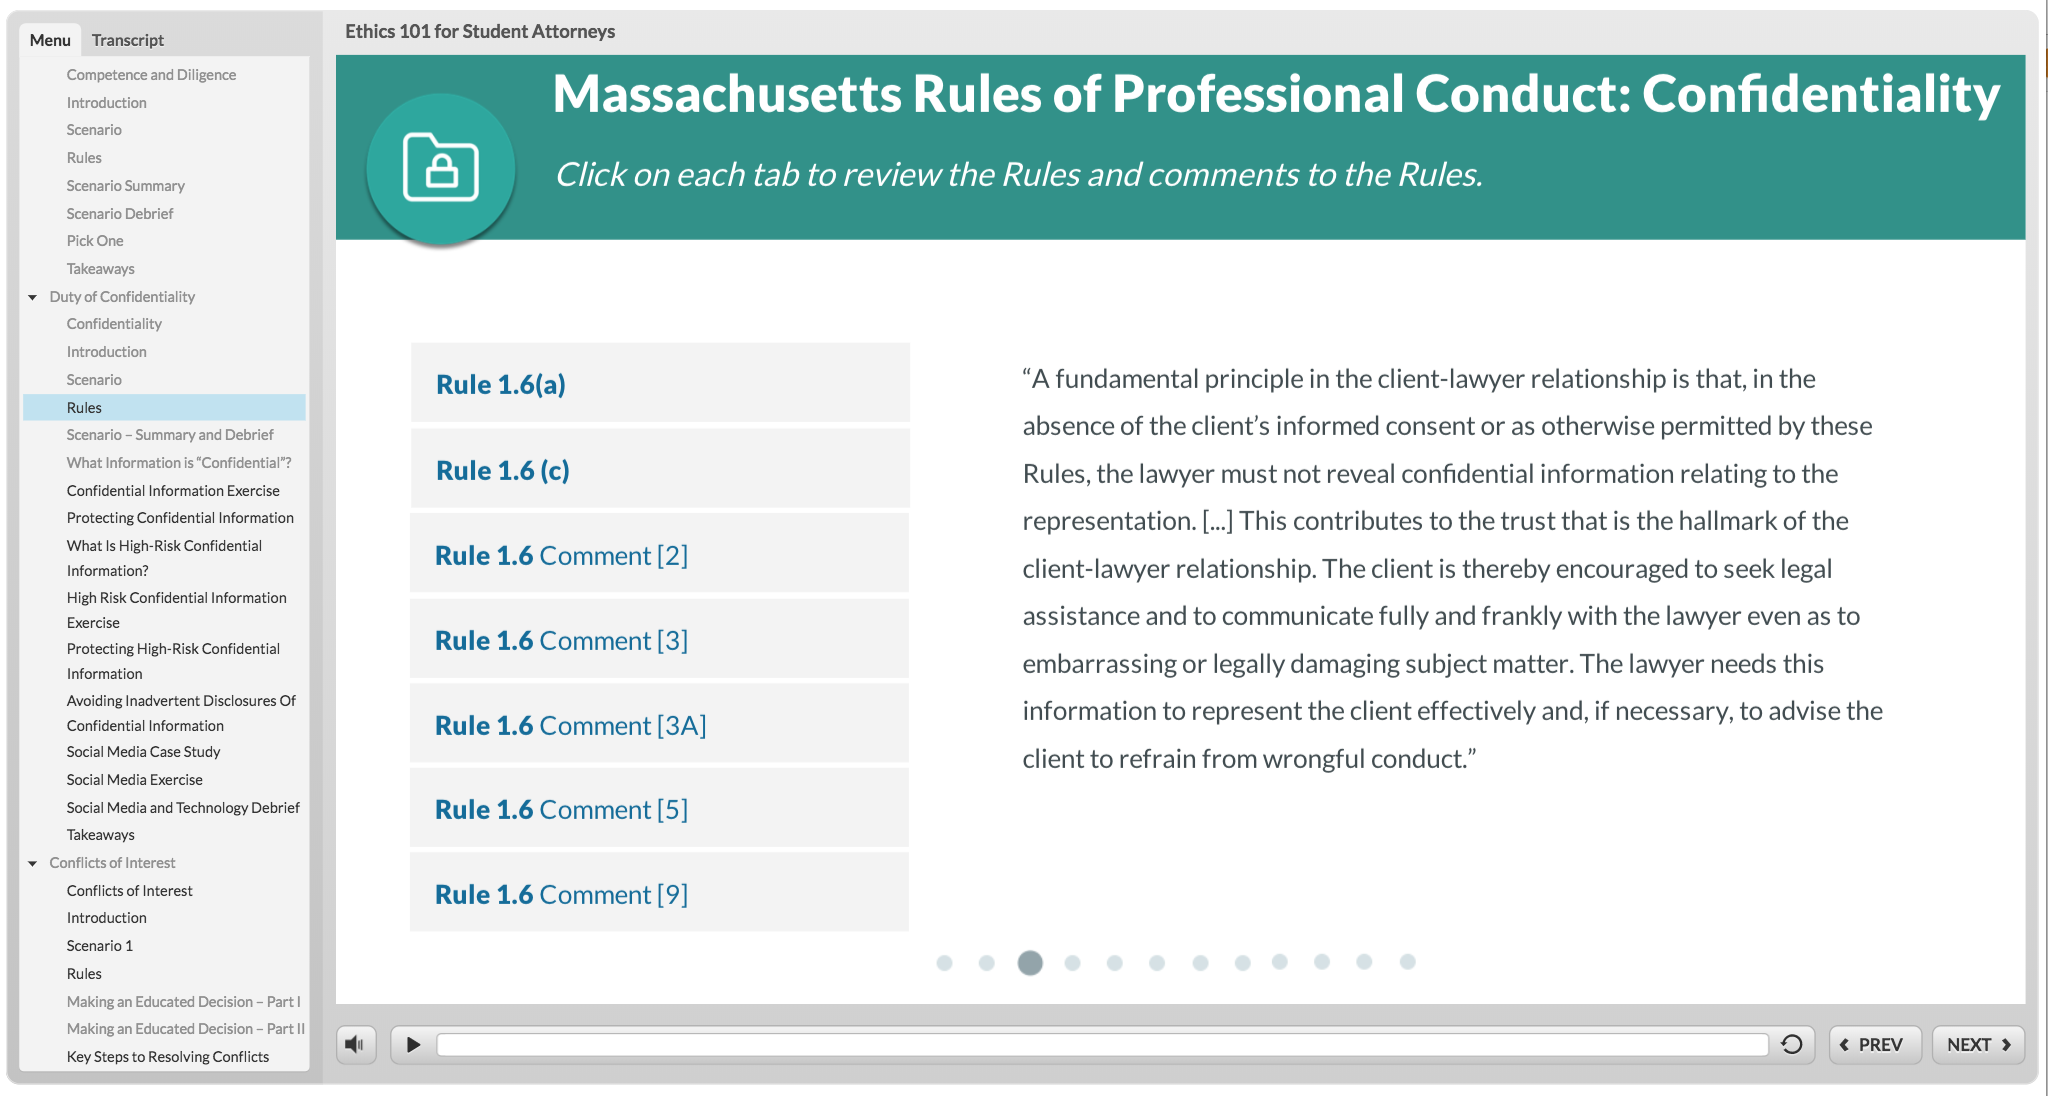 Menu
Transcript
Competence and Diligence
Introduction
Scenario
Rules
Scenario Summary
Scenario Debrief
Pick One
Takeaways
Duty of Confidentiality
Confidentiality
Introduction
Scenario
Rules
Scenario – Summary and Debrief
What Information is “Confidential”?
Confidential Information Exercise
Protecting Confidential Information
What Is High-Risk Confidential
Information?
High Risk Confidential Information
Exercise
Protecting High-Risk Confidential
Information
Avoiding Inadvertent Disclosures Of
Confidential Information
Social Media Case Study
Social Media Exercise
Social Media and Technology Debrief
Takeaways
Conflicts of Interest
Conflicts of Interest
Introduction
Scenario 1
Rules
Making an Educated Decision – Part I
Making an Educated Decision – Part II
Key Steps to Resolving Conflicts
Ethics 101 for Student Attorneys
Massachusetts Rules of Professional Conduct: Confidentiality
Click on each tab to review the Rules and comments to the Rules.
Rule 1.6(a)
Rule 1.6 (c)
Rule 1.6 Comment [2]
Rule 1.6 Comment [3]
Rule 1.6 Comment [3A]
Rule 1.6 Comment [5]
Rule 1.6 Comment [9]
“A fundamental principle in the client-lawyer relationship is that, in the
absence of the client’s informed consent or as otherwise permitted by these
Rules, the lawyer must not reveal confidential information relating to the
representation. [...] This contributes to the trust that is the hallmark of the
client-lawyer relationship. The client is thereby encouraged to seek legal
assistance and to communicate fully and frankly with the lawyer even as to
embarrassing or legally damaging subject matter. The lawyer needs this
information to represent the client effectively and, if necessary, to advise the
client to refrain from wrongful conduct.”
PREV
NEXT